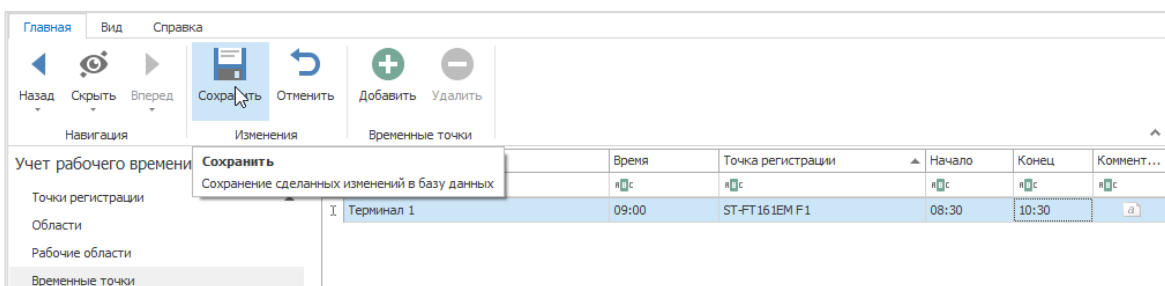 Главная Вид Справка
Назад Скрыть Вперед Сохранить Отменить Добавить Удалить
Навигация Изменения Временные точки
Учет рабочего времени
Сохранить
Сохранение сделанных изменений в базу данных
Время Точка регистрации Начало Конец Коммент...
Точки регистрации
Терминал 1 09:00 ST-FT161EM F1 08:30 10:30 a
Области
Рабочие области
Временные точки